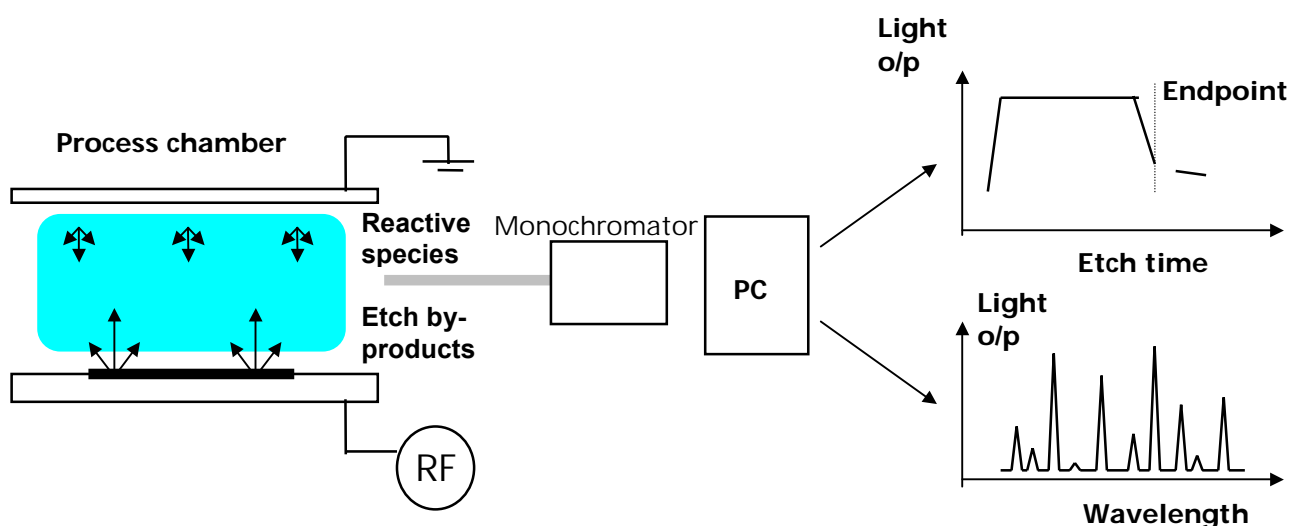 Process chamber
Reactive
species
Etch by-
products
RF
Monochromator
PC
Light
o/p
Endpoint
Etch time
Light
o/p
Wavelength